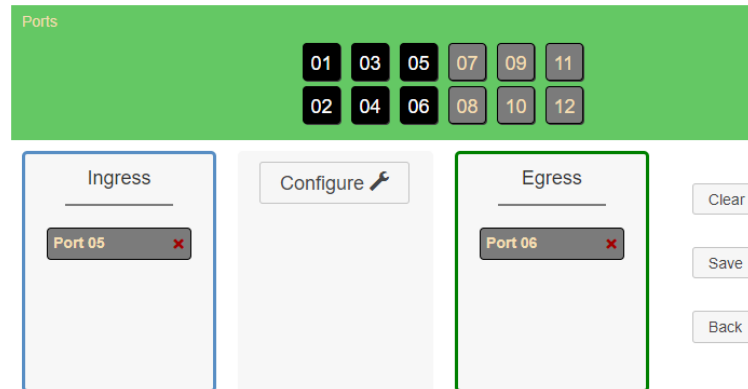 Ports
01 03 05 07 09 11
02 04 06 08 10 12
Ingress
Configure
Egress
Clear
Port 05
Port 06
Save
Back